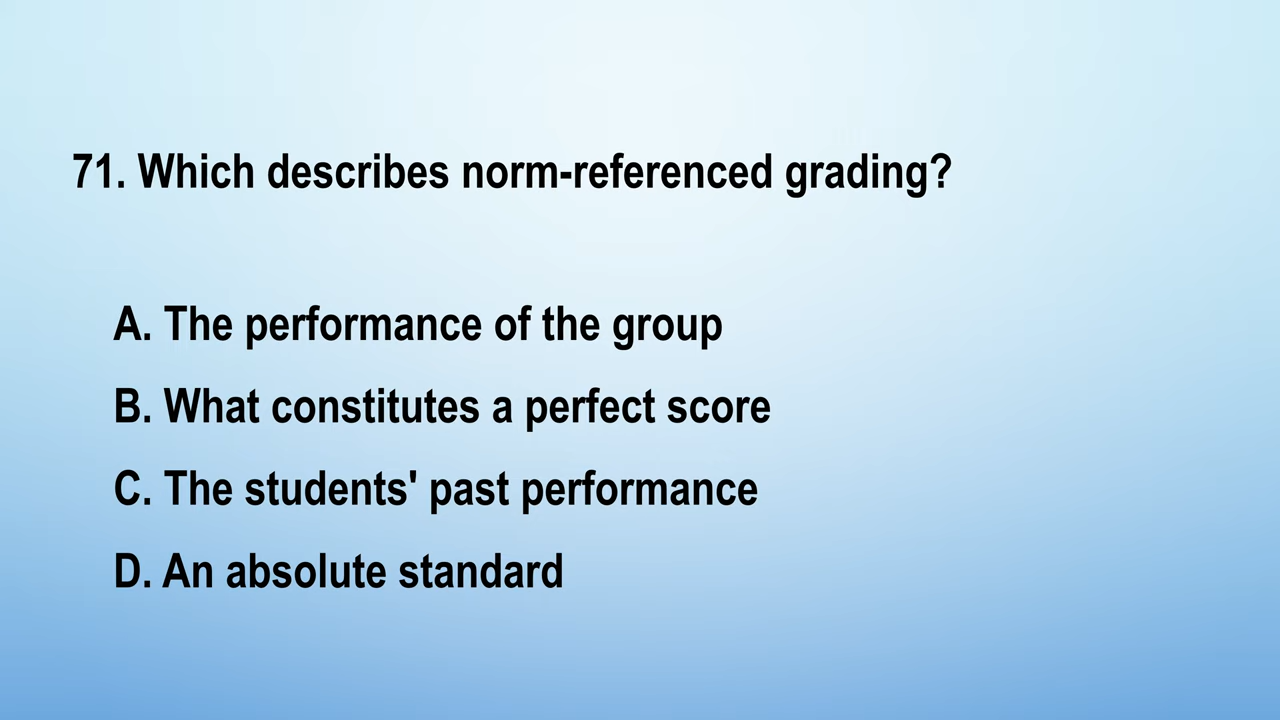 71. Which describes norm-referenced grading?
A. The performance of the group
B. What constitutes a perfect score
C. The students' past performance
D. An absolute standard